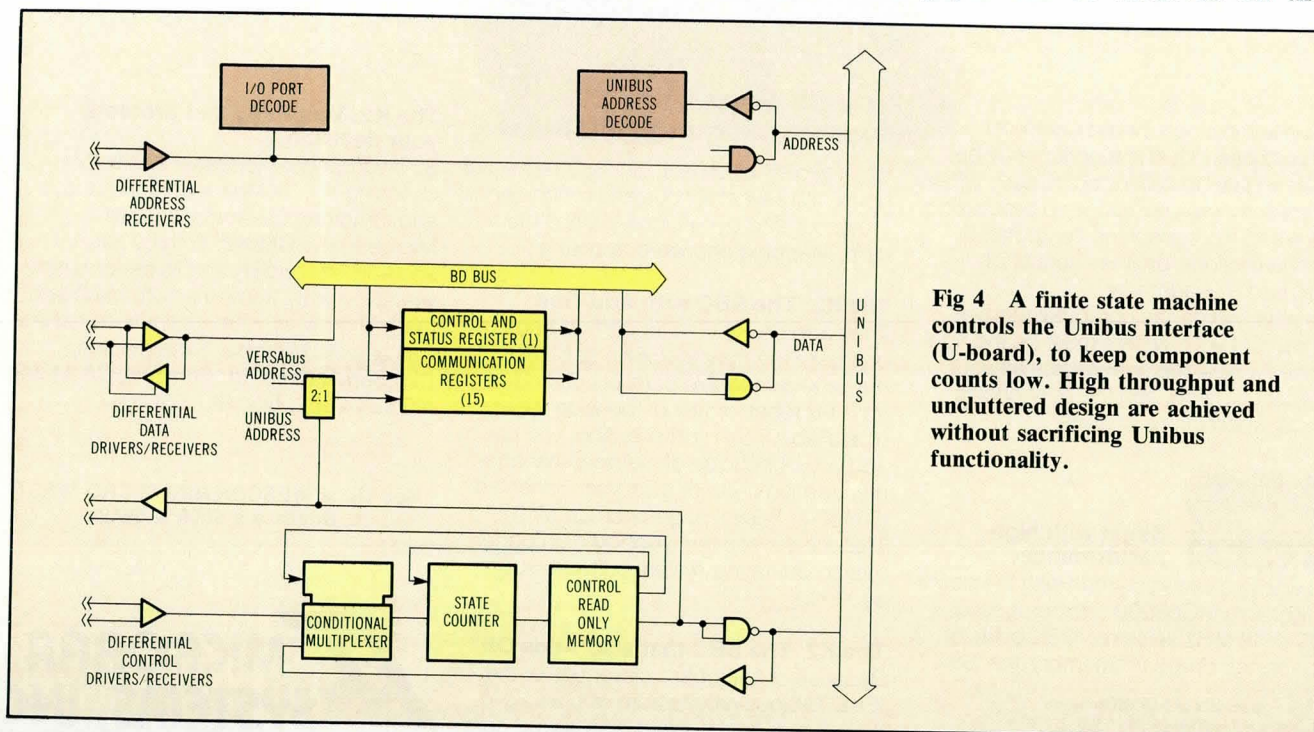 I/O PORT
DECODE
UNIBUS
ADDRESS
DECODE
ADDRESS
DIFFERENTIAL
ADDRESS
RECEIVERS
BD BUS
CONTROL AND
STATUS REGISTER (1)
COMMUNICATION
REGISTERS
(15)
VERSAbus
ADDRESS
2:1
UNIBUS
ADDRESS
DATA
DIFFERENTIAL
DATA
DRIVERS/RECEIVERS
UNIBUS
CONDITIONAL
MULTIPLEXER
STATE
COUNTER
CONTROL
READ
ONLY
MEMORY
DIFFERENTIAL
CONTROL
DRIVERS/RECEIVERS
Fig 4 A finite state machine
controls the Unibus interface
(U-board), to keep component
counts low. High throughput and
uncluttered design are achieved
without sacrificing Unibus
functionality.